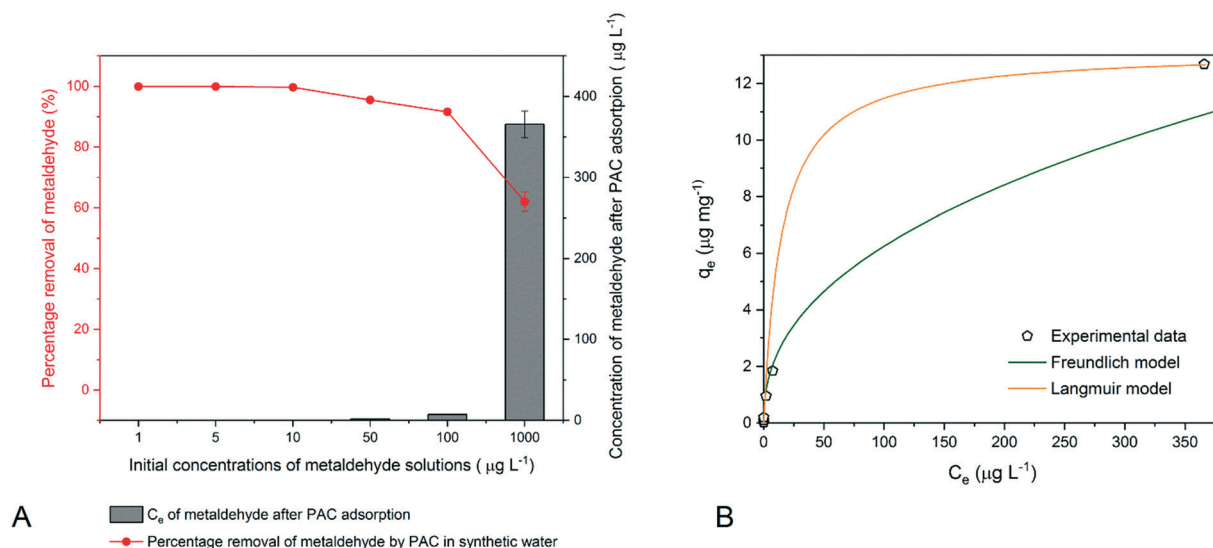 Percentage removal of metaldehyde (%)
100
80
60
40
20
0
Concentration of metaldehyde after PAC adsortpion ( μg L-1)
400
300
200
100
0
1 5 10 50 100 1000
Initial concentrations of metaldehyde solutions ( μg L-1)
A
Ce of metaldehyde after PAC adsorption
Percentage removal of metaldehyde by PAC in synthetic water
qe (μg mg-1)
12
10
8
6
4
2
0
Experimental data
Freundlich model
Langmuir model
0 50 100 150 200 250 300 350
Ce (μg L-1)
B